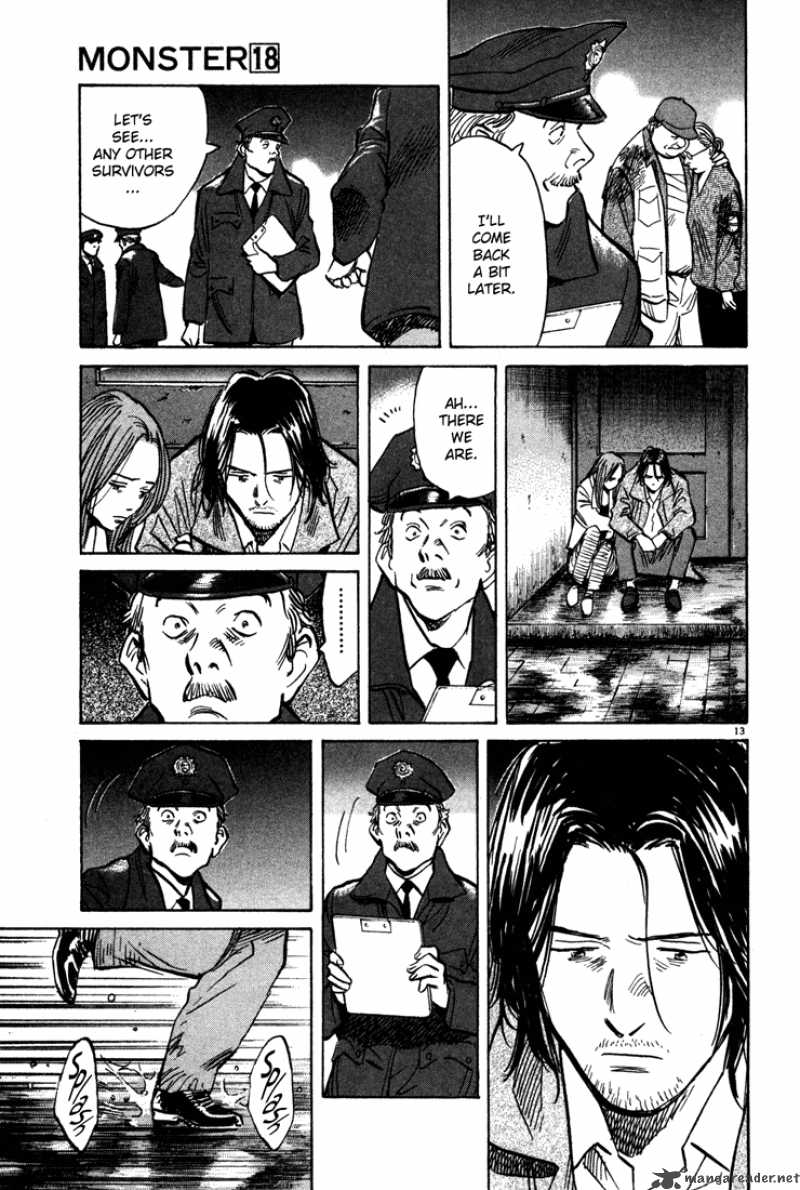 MONSTER 18
I'LL
COME
BACK
A BIT
LATER.
LET'S
SEE...
ANY OTHER
SURVIVORS
...
AH...
THERE
WE
ARE.
.........
13
SPLASH
SPLASH
mangareader.net